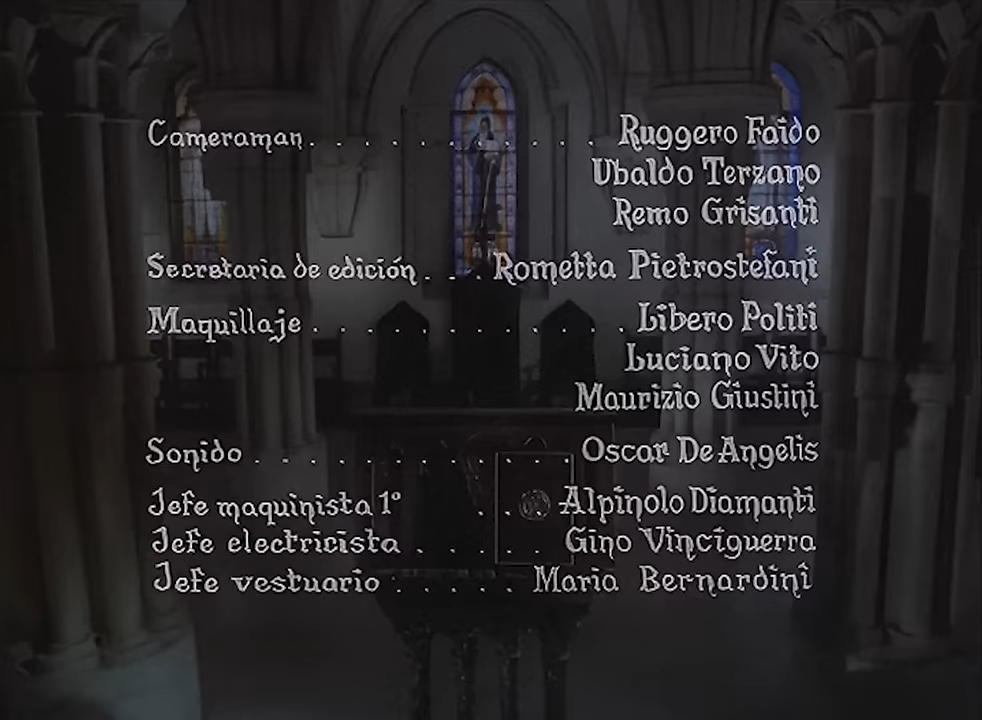 Cameraman. . . . . . . . . . . Ruggero Faido
Ubaldo Terzano
Remo Grisanti
Secretaria de edición . . . Rometta Pietrostefani
Maquillaje . . . . . . . . . . . . Libero Politi
Luciano Vito
Maurizio Giustini
Sonido . . . . . . . . . . . . Oscar De Angelis
Jefe maquinista 1º . . Alpinolo Diamanti
Jefe electricista . . . . . Gino Vinciguerra
Jefe vestuario . . . . . Maria Bernardini